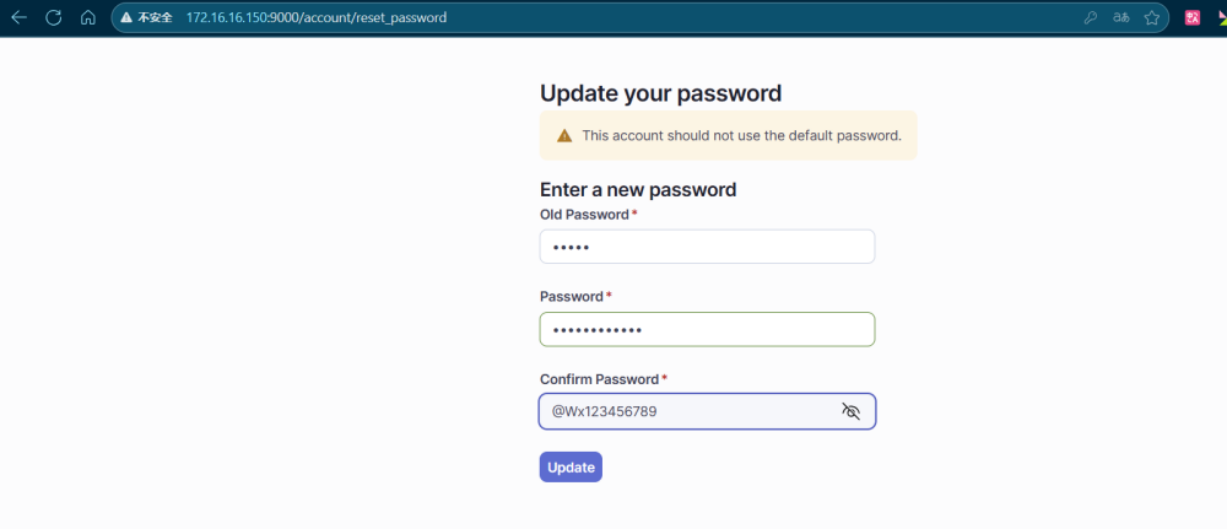 不安全 172.16.16.150:9000/account/reset_password
Update your password
This account should not use the default password.
Enter a new password
Old Password *
•••••
Password *
••••••••••••
Confirm Password *
@Wx123456789
Update